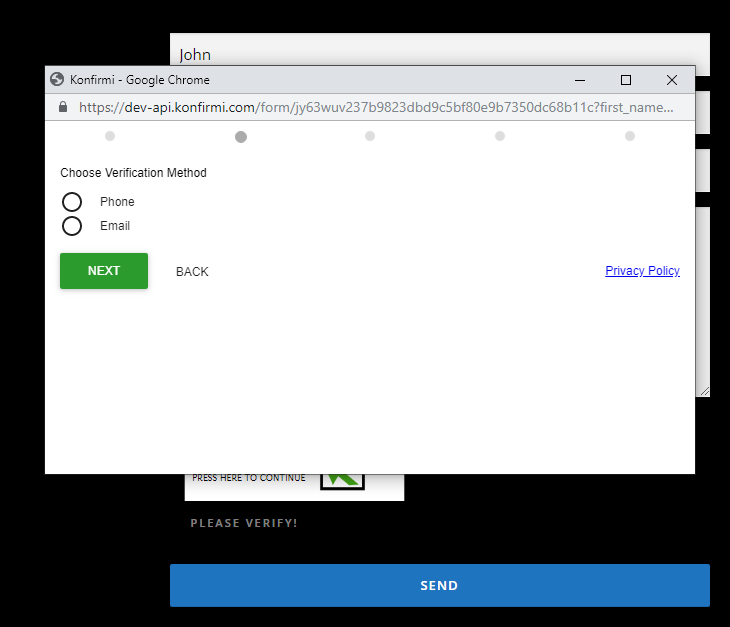 John
Konfirmi - Google Chrome
https://dev-api.konfirmi.com/form/jy63wuv237b9823dbd9c5bf80e9b7350dc68b11c?first_name...
Choose Verification Method
Phone
Email
NEXT BACK Privacy Policy
PRESS HERE TO CONTINUE
PLEASE VERIFY!
SEND